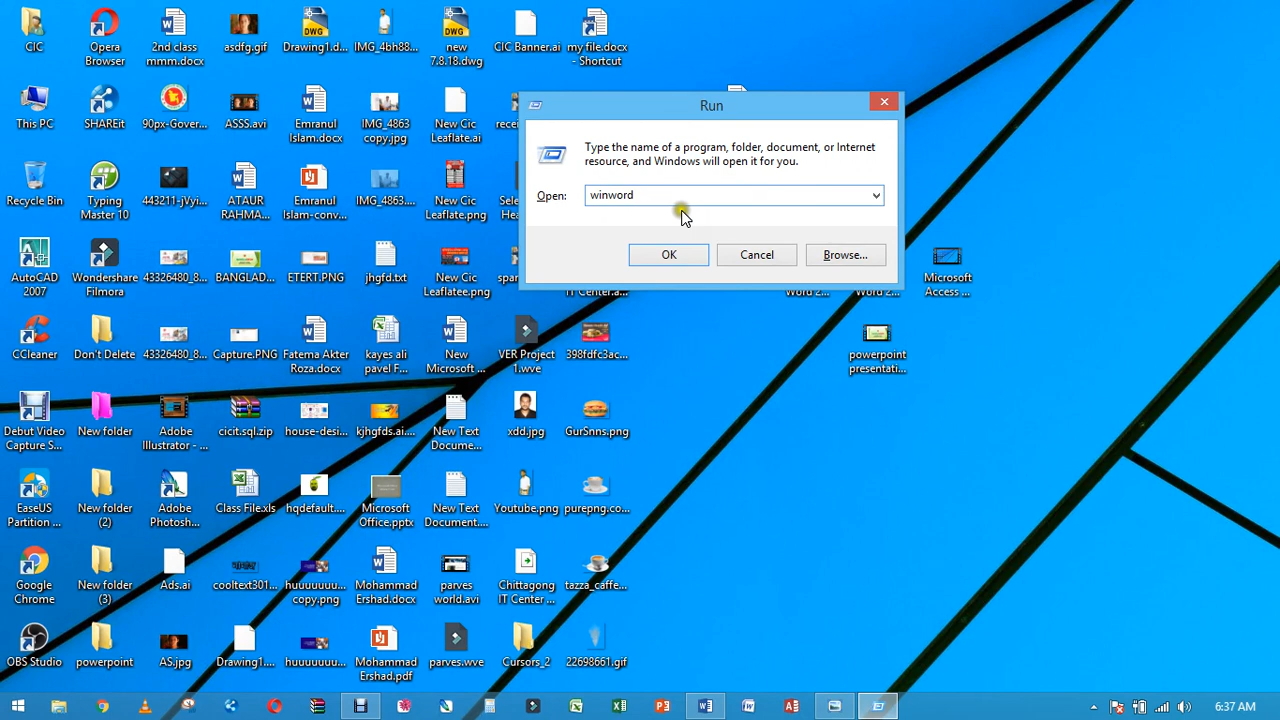 CIC
Opera
Browser
2nd class
mmm.docx
asdfg.gif
Drawing1.d...
IMG_4bh88...
new
7.8.18.dwg
CIC Banner.ai
my file.docx
- Shortcut
This PC
SHAREit
90px-Gover...
ASSS.avi
Emranul
Islam.docx
IMG_4863
copy.jpg
New Cic
Leaflate.ai
Recycle Bin
Typing
Master 10
443211-jVyi...
ATAUR
RAHMA...
Emranul
Islam-conv...
IMG_4863....
New Cic
Leaflate.png
AutoCAD
2007
Wondershare
Filmora
43326480_8...
BANGLAD...
ETERT.PNG
jhgfd.txt
New Cic
Leaflatee.png
Microsoft
Access ...
CCleaner
Don't Delete
43326480_8...
Capture.PNG
Fatema Akter
Roza.docx
kayes ali
pavel F...
New
Microsoft ...
VER Project
1.wve
398fdfc3ac...
powerpoint
presentati...
Debut Video
Capture S...
New folder
Adobe
Illustrator - ...
cicit.sql.zip
house-desi...
kjhgfds.ai....
New Text
Docume...
xdd.jpg
GurSnns.png
EaseUS
Partition ...
New folder
(2)
Adobe
Photosh...
Class File.xls
hqdefault....
Microsoft
Office.pptx
New Text
Document....
Youtube.png
purepng.co...
Google
Chrome
New folder
(3)
Ads.ai
cooltext301...
huuuuuuu...
copy.png
Mohammad
Ershad.docx
parves
world.avi
Chittagong
IT Center ...
tazza_caffe...
OBS Studio
powerpoint
AS.jpg
Drawing1....
huuuuuuu...
Mohammad
Ershad.pdf
parves.wve
Cursors_2
22698661.gif
Run
Type the name of a program, folder, document, or Internet
resource, and Windows will open it for you.
Open:
winword
OK
Cancel
Browse...
6:37 AM